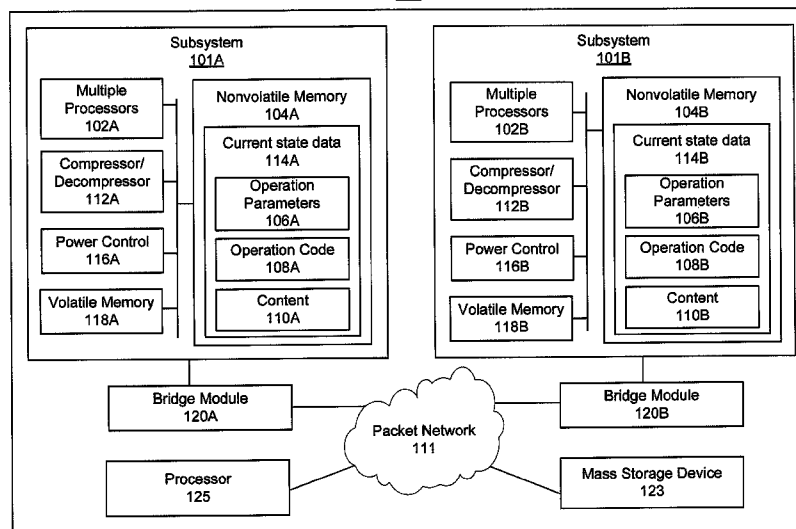 Subsystem
101A
Multiple
Processors
102A
Compressor/
Decompressor
112A
Power Control
116A
Volatile Memory
118A
Nonvolatile Memory
104A
Current state data
114A
Operation
Parameters
106A
Operation Code
108A
Content
110A
Subsystem
101B
Multiple
Processors
102B
Compressor/
Decompressor
112B
Power Control
116B
Volatile Memory
118B
Nonvolatile Memory
104B
Current state data
114B
Operation
Parameters
106B
Operation Code
108B
Content
110B
Bridge Module
120A
Packet Network
111
Bridge Module
120B
Processor
125
Mass Storage Device
123